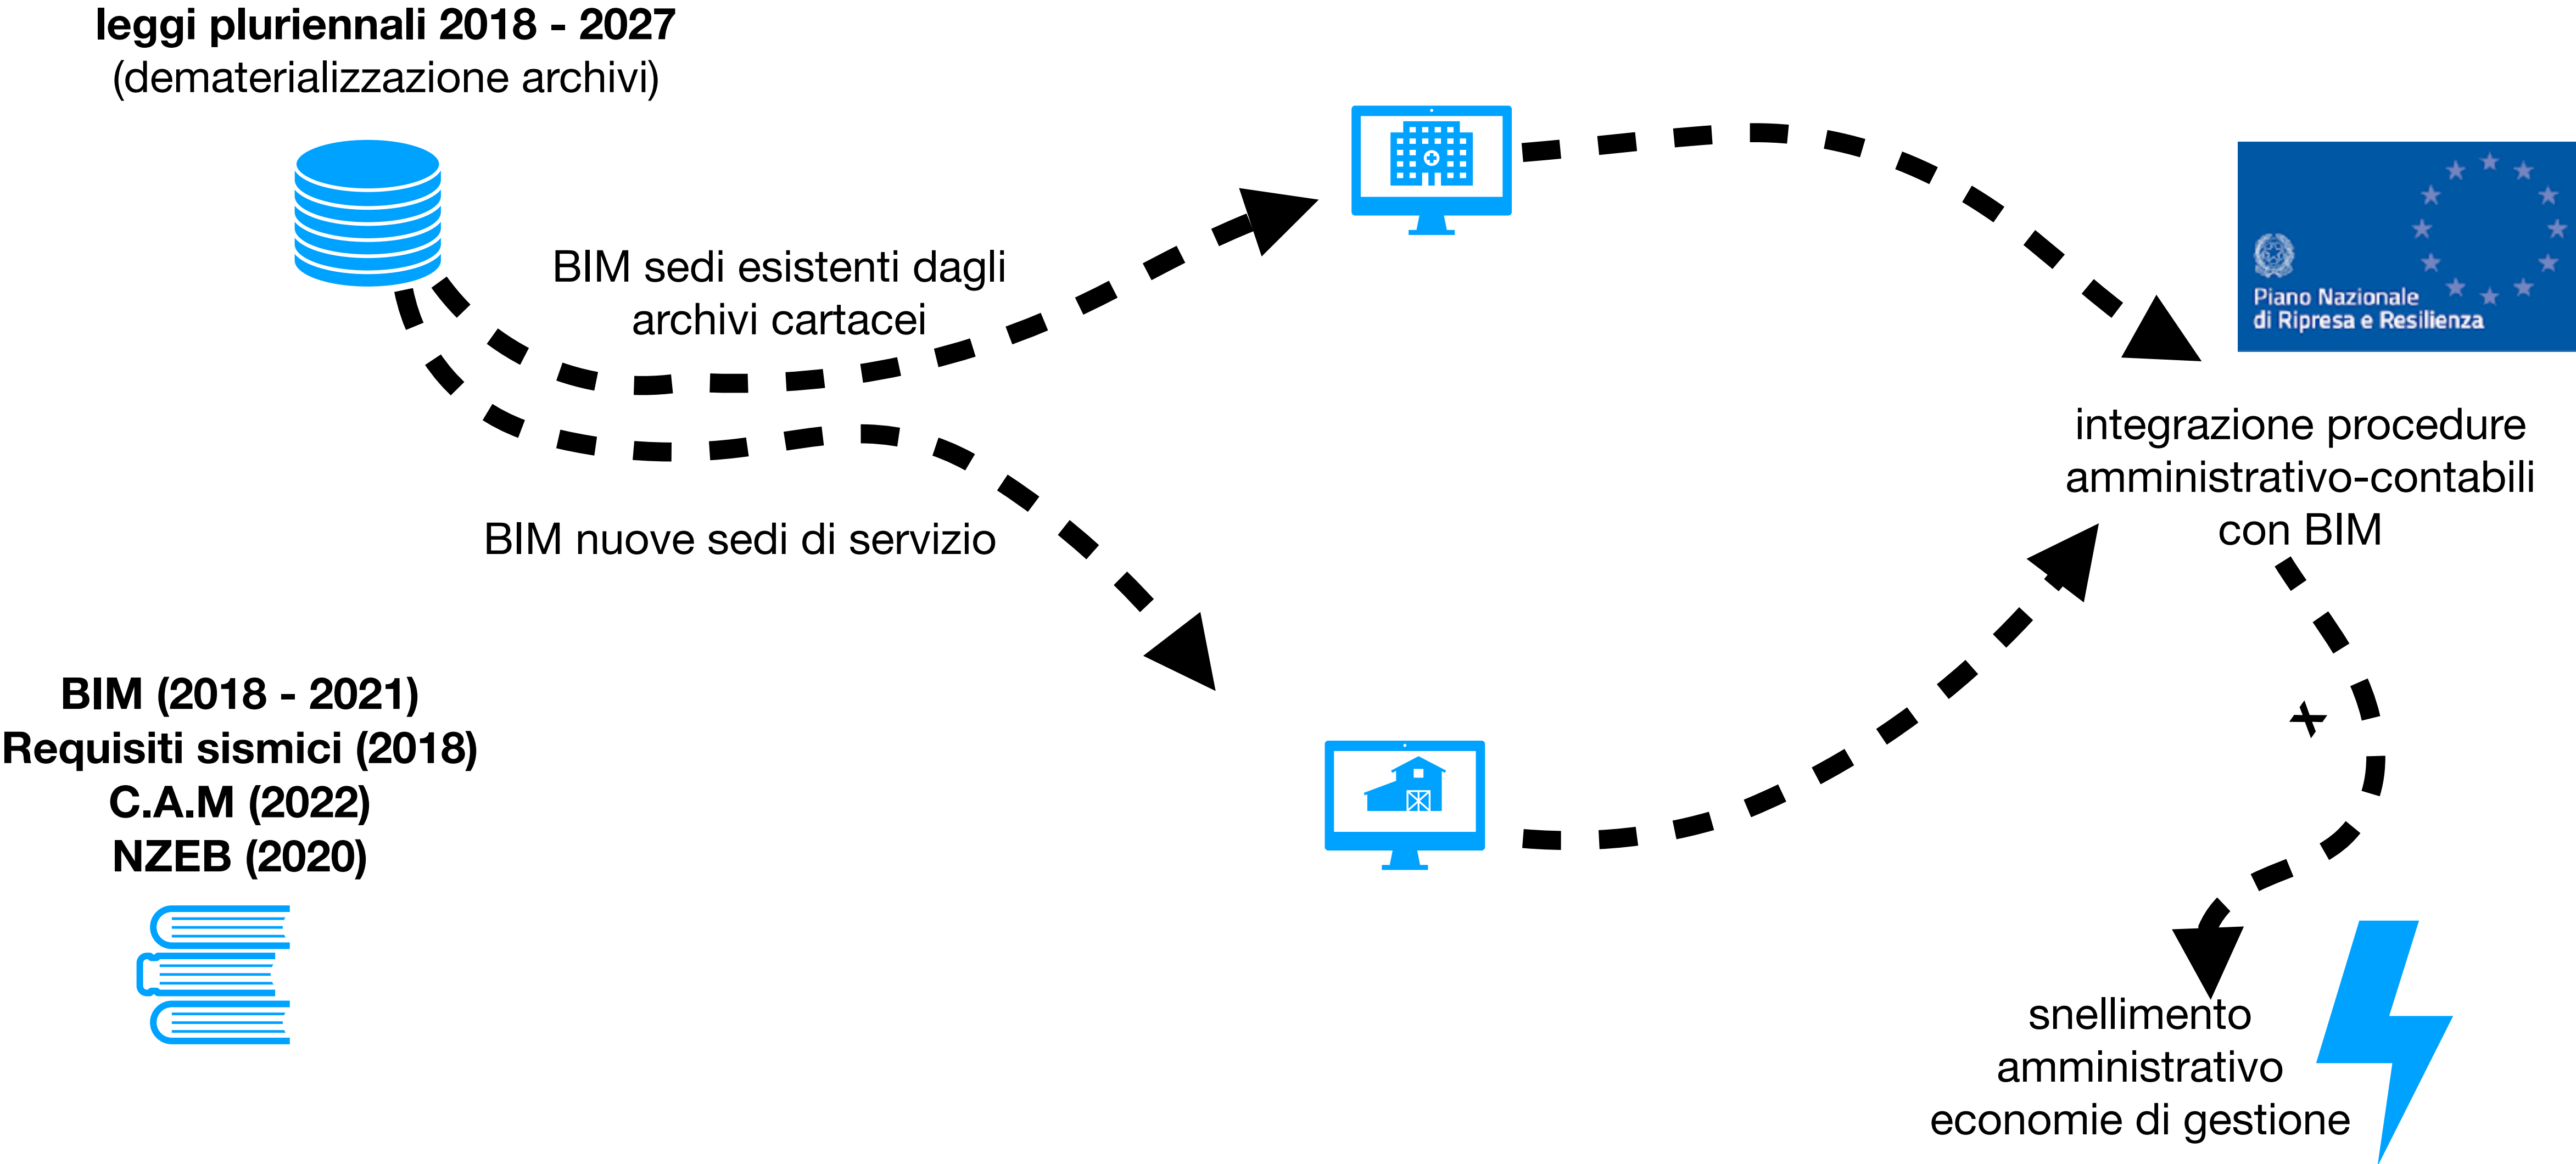 leggi pluriennali 2018 - 2027
(dematerializzazione archivi)
BIM sedi esistenti dagli
archivi cartacei
BIM nuove sedi di servizio
Piano Nazionale
di Ripresa e Resilienza
integrazione procedure
amministrativo-contabili
con BIM
x
BIM (2018 - 2021)
Requisiti sismici (2018)
C.A.M (2022)
NZEB (2020)
snellimento
amministrativo
economie di gestione